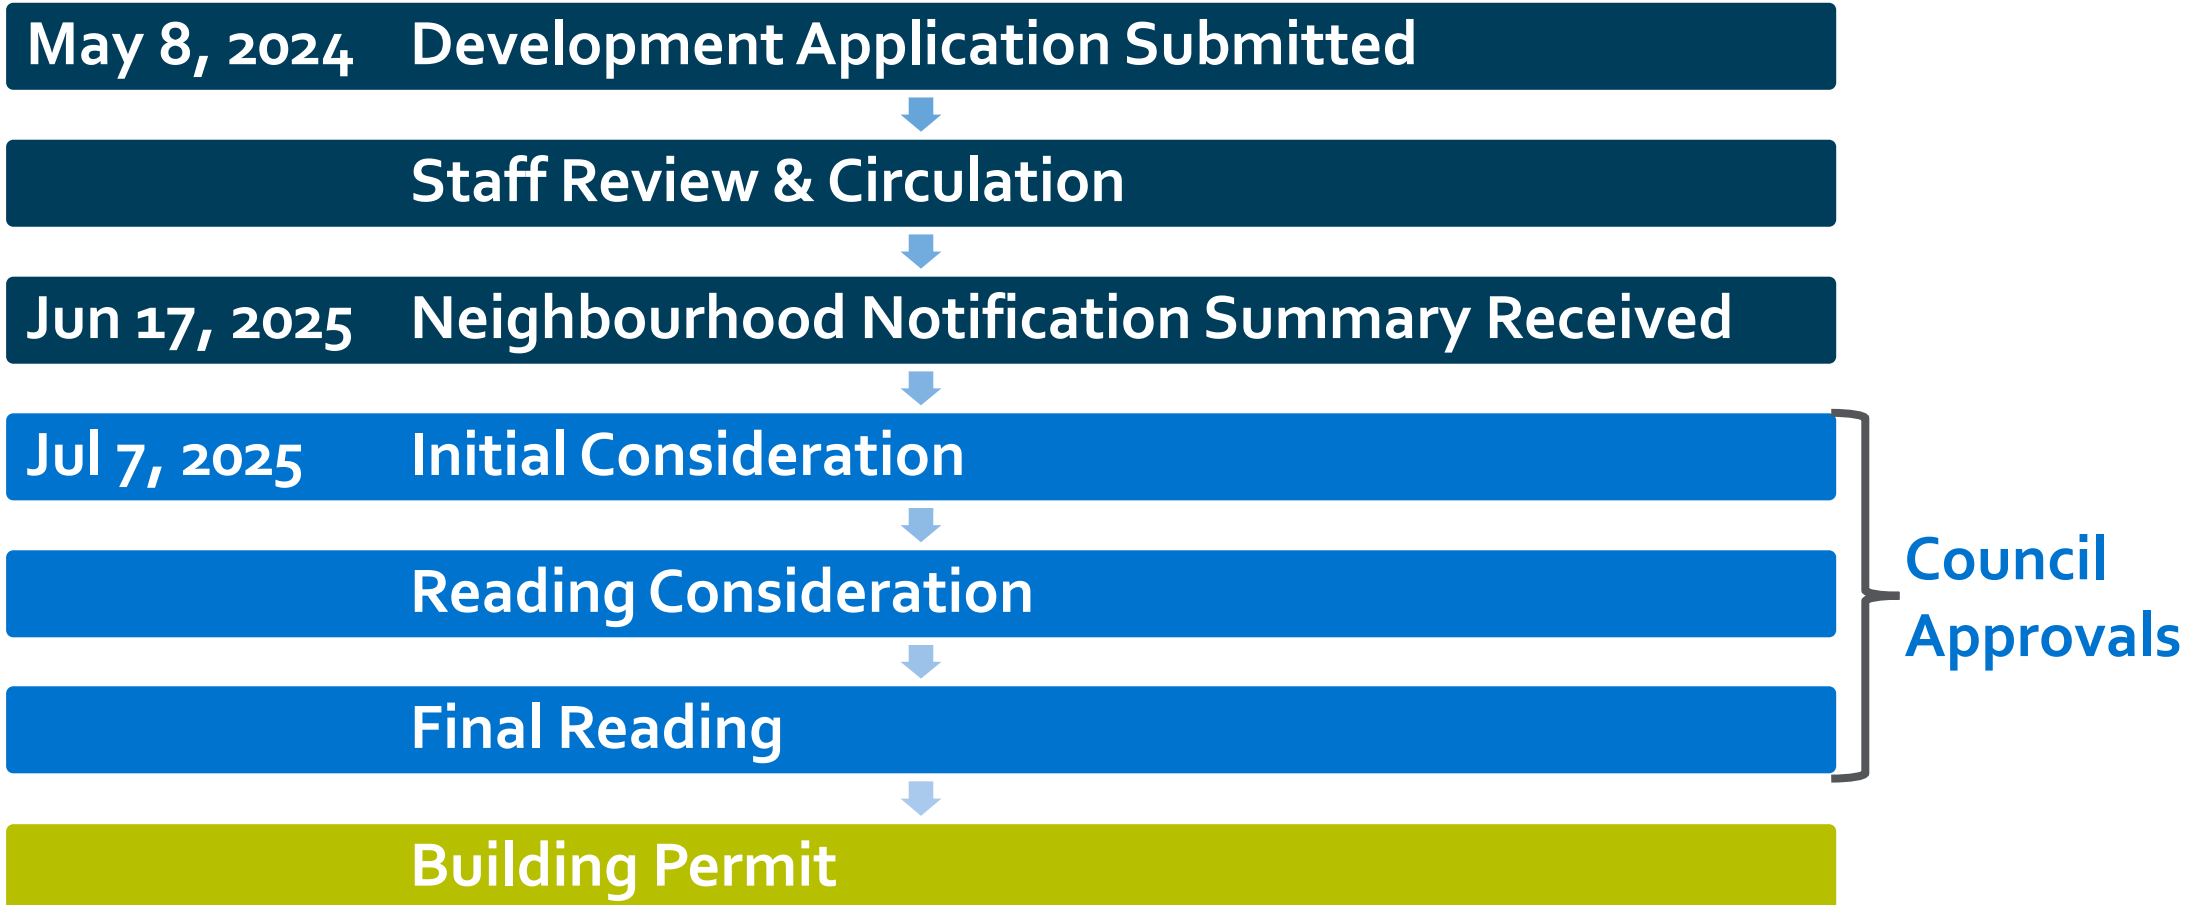 May 8, 2024 Development Application Submitted
Staff Review & Circulation
Jun 17, 2025 Neighbourhood Notification Summary Received
Jul 7, 2025 Initial Consideration
Reading Consideration
Final Reading
Building Permit
Council
Approvals